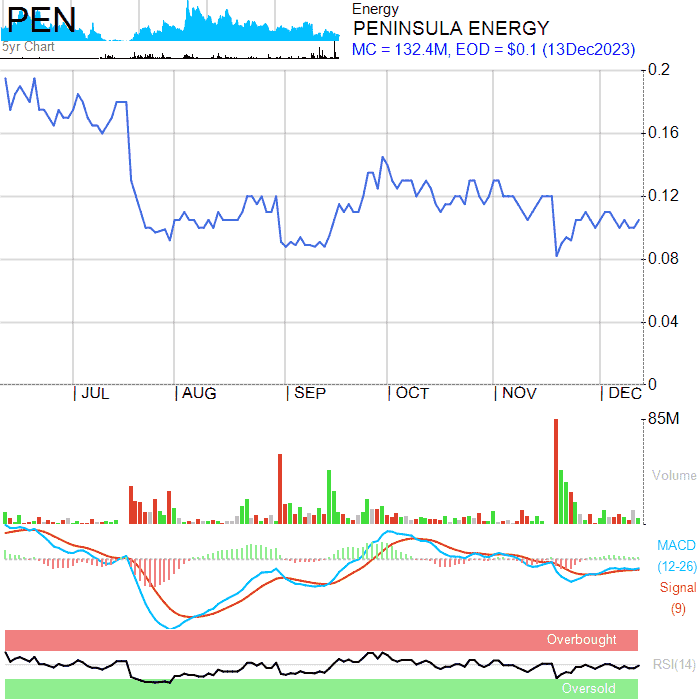 PEN
5yr Chart
Energy
PENINSULA ENERGY
MC = 132.4M, EOD = $0.1 (13Dec2023)
0.2
0.16
0.12
0.08
0.04
0
| JUL | AUG | SEP | OCT | NOV | DEC
85M
Volume
MACD
(12-26)
Signal
(9)
Overbought
RSI(14)
Oversold